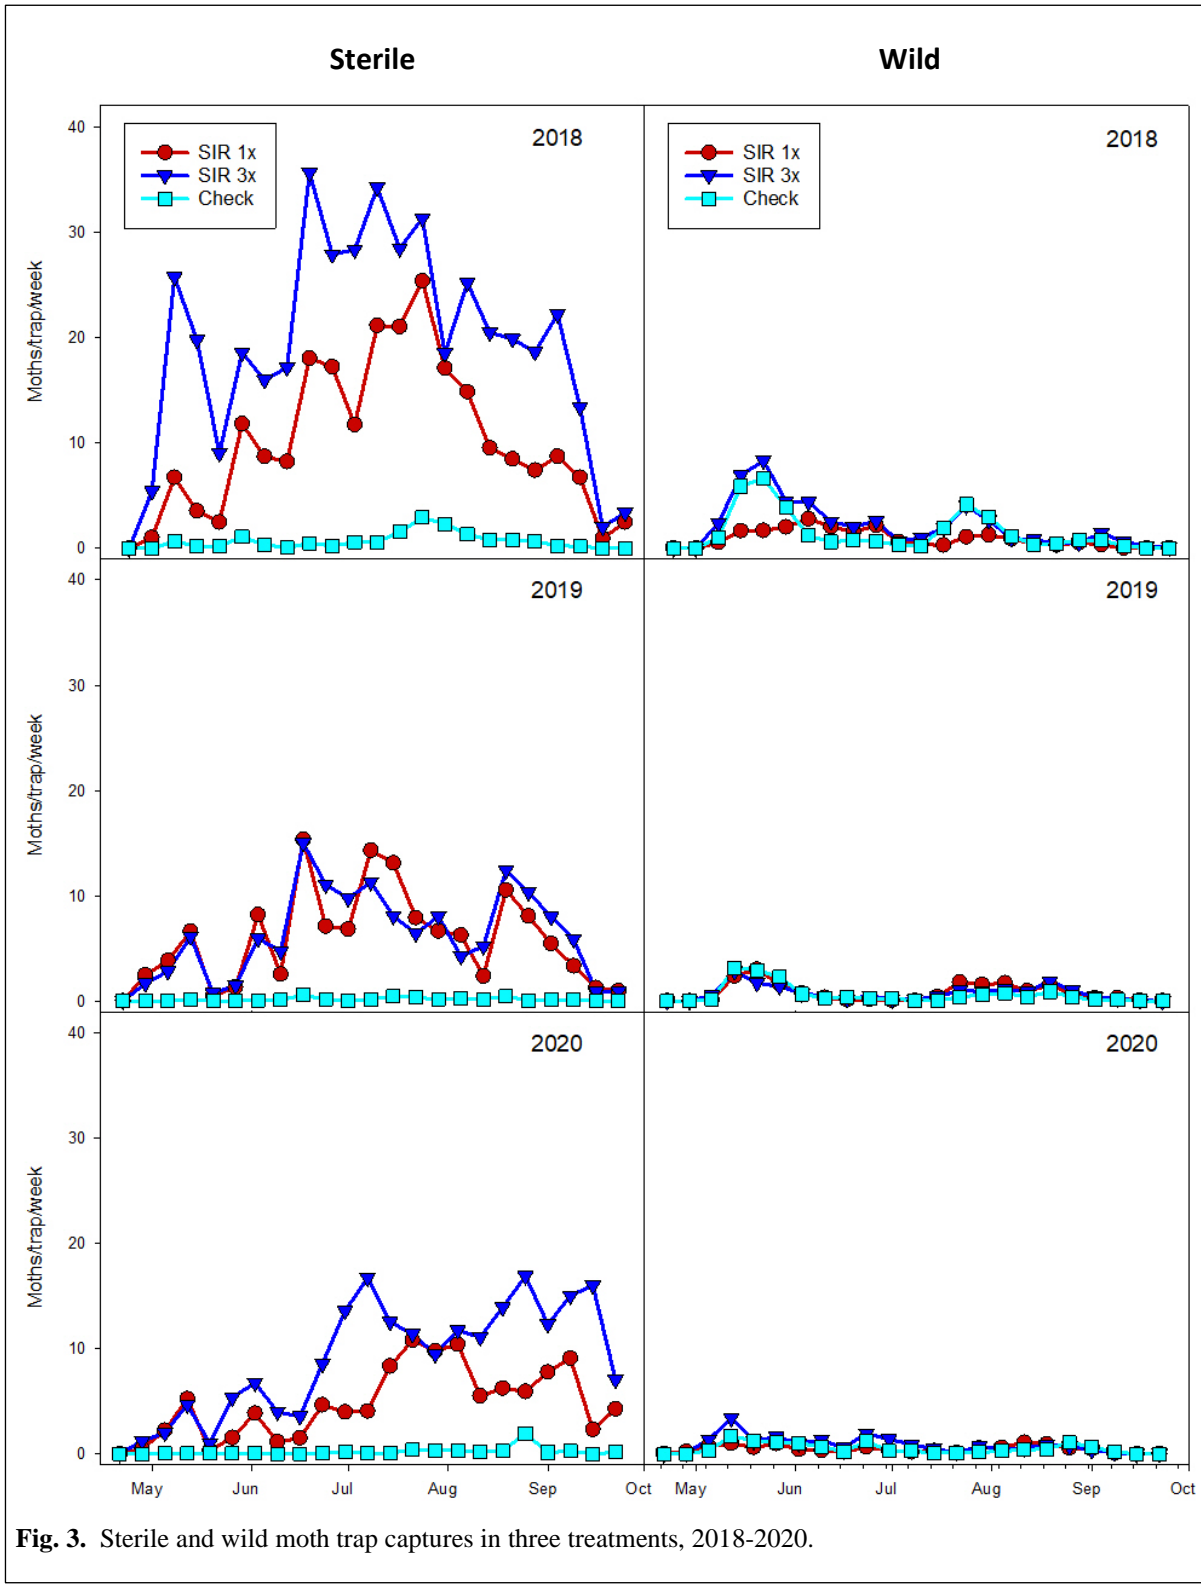 Sterile
Wild
40
30
20
10
0
Moths/trap/week
SIR 1x
SIR 3x
Check
2018
SIR 1x
SIR 3x
Check
2018
40
30
20
10
0
Moths/trap/week
2019
2019
40
30
20
10
0
Moths/trap/week
2020
2020
May Jun Jul Aug Sep Oct
May Jun Jul Aug Sep Oct
Fig. 3. Sterile and wild moth trap captures in three treatments, 2018-2020.